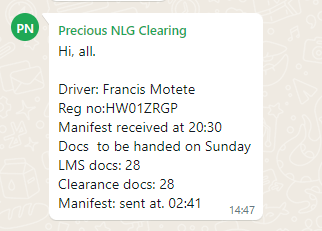 PN
Precious NLG Clearing
Hi, all.
Driver: Francis Motete
Reg no:HW01ZRGP
Manifest received at 20:30
Docs  to be handed on Sunday
LMS docs: 28
Clearance docs: 28
Manifest: sent at. 02:41
14:47